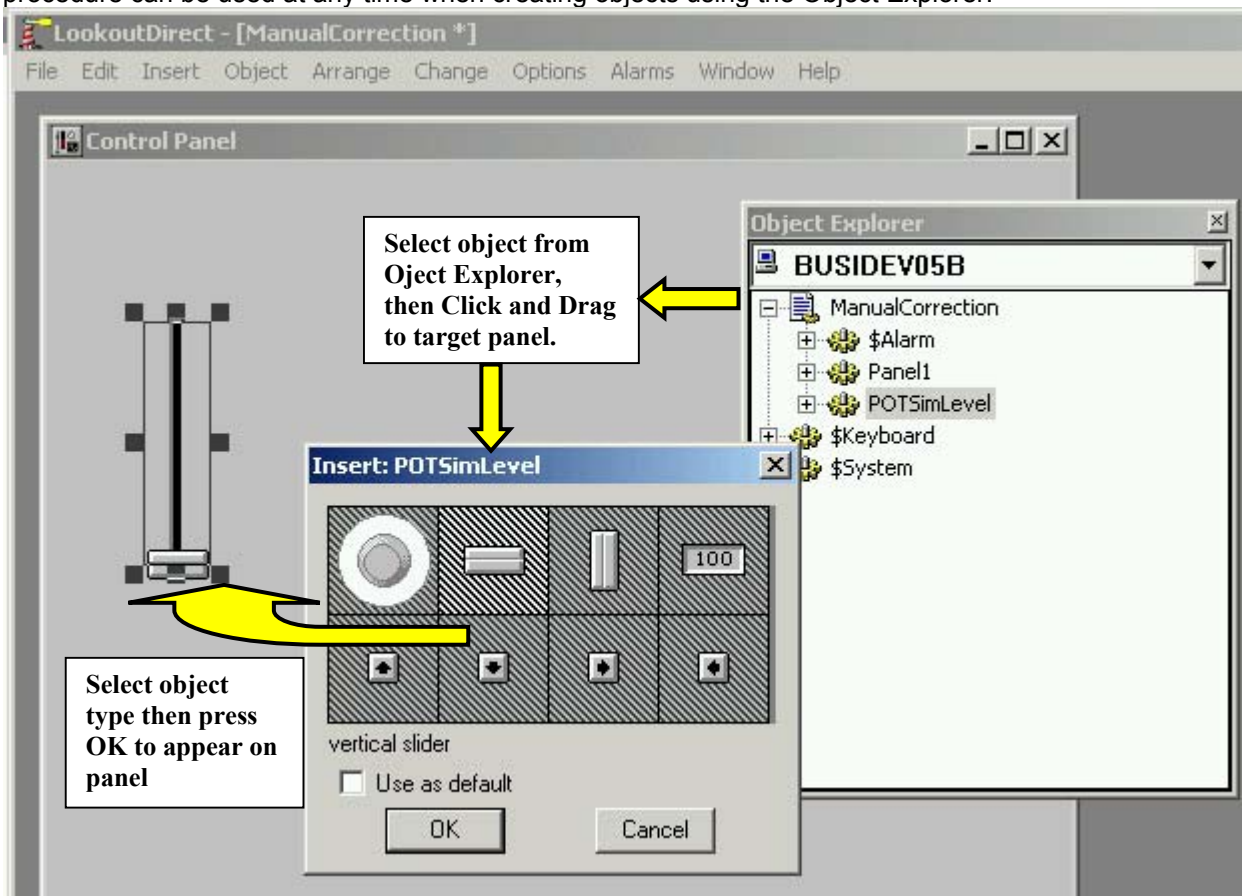 procedure can be used at any time when creating objects using the Object Explorer.
LookoutDirect - [ManualCorrection *]
File Edit Insert Object Arrange Change Options Alarms Window Help
Control Panel
Select object from
Oject Explorer,
then Click and Drag
to target panel.
Object Explorer
BUSIDEV05B
ManualCorrection
$Alarm
Panel1
POTSimLevel
$Keyboard
$System
Insert: POTSimLevel
100
Select object
type then press
OK to appear on
panel
vertical slider
Use as default
OK
Cancel